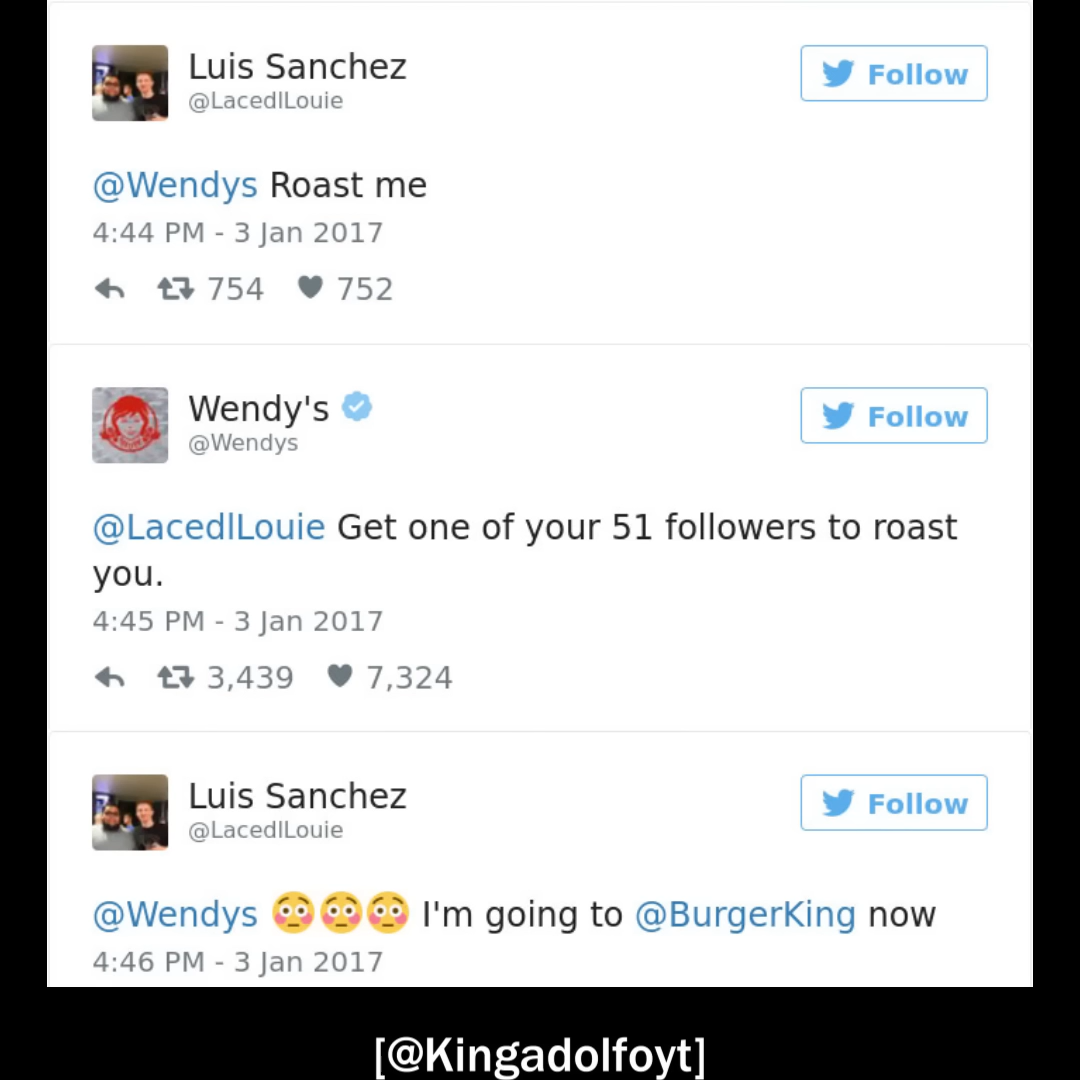 Luis Sanchez
Follow
@LacedlLouie
@Wendys Roast me
4:44 PM - 3 Jan 2017
754 752
Wendy's
Follow
@Wendys
@LacedlLouie Get one of your 51 followers to roast
you.
4:45 PM - 3 Jan 2017
3,439 7,324
Luis Sanchez
Follow
@LacedlLouie
@Wendys 😳😳😳 I'm going to @BurgerKing now
4:46 PM - 3 Jan 2017
[@Kingadolfoyt]